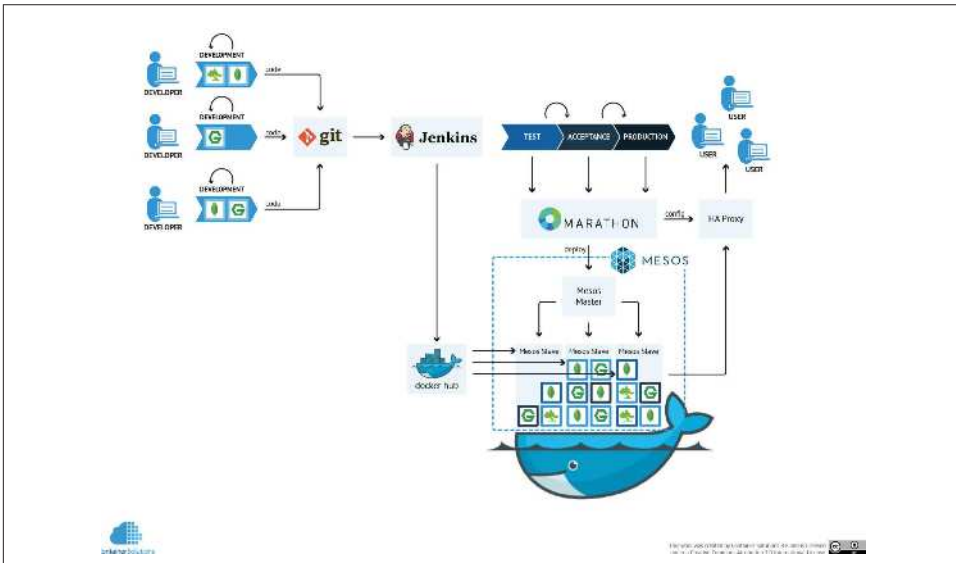 DEVELOPMENT
DEVELOPER
code
DEVELOPMENT
DEVELOPER
code
git
Jenkins
DEVELOPMENT
DEVELOPER
code
TEST
ACCEPTANCE
PRODUCTION
USER
USER
USER
MARATHON
config
HA Proxy
deploy
MESOS
Mesos
Master
Mesos Slave
Mesos Slave
Mesos Slave
docker hub